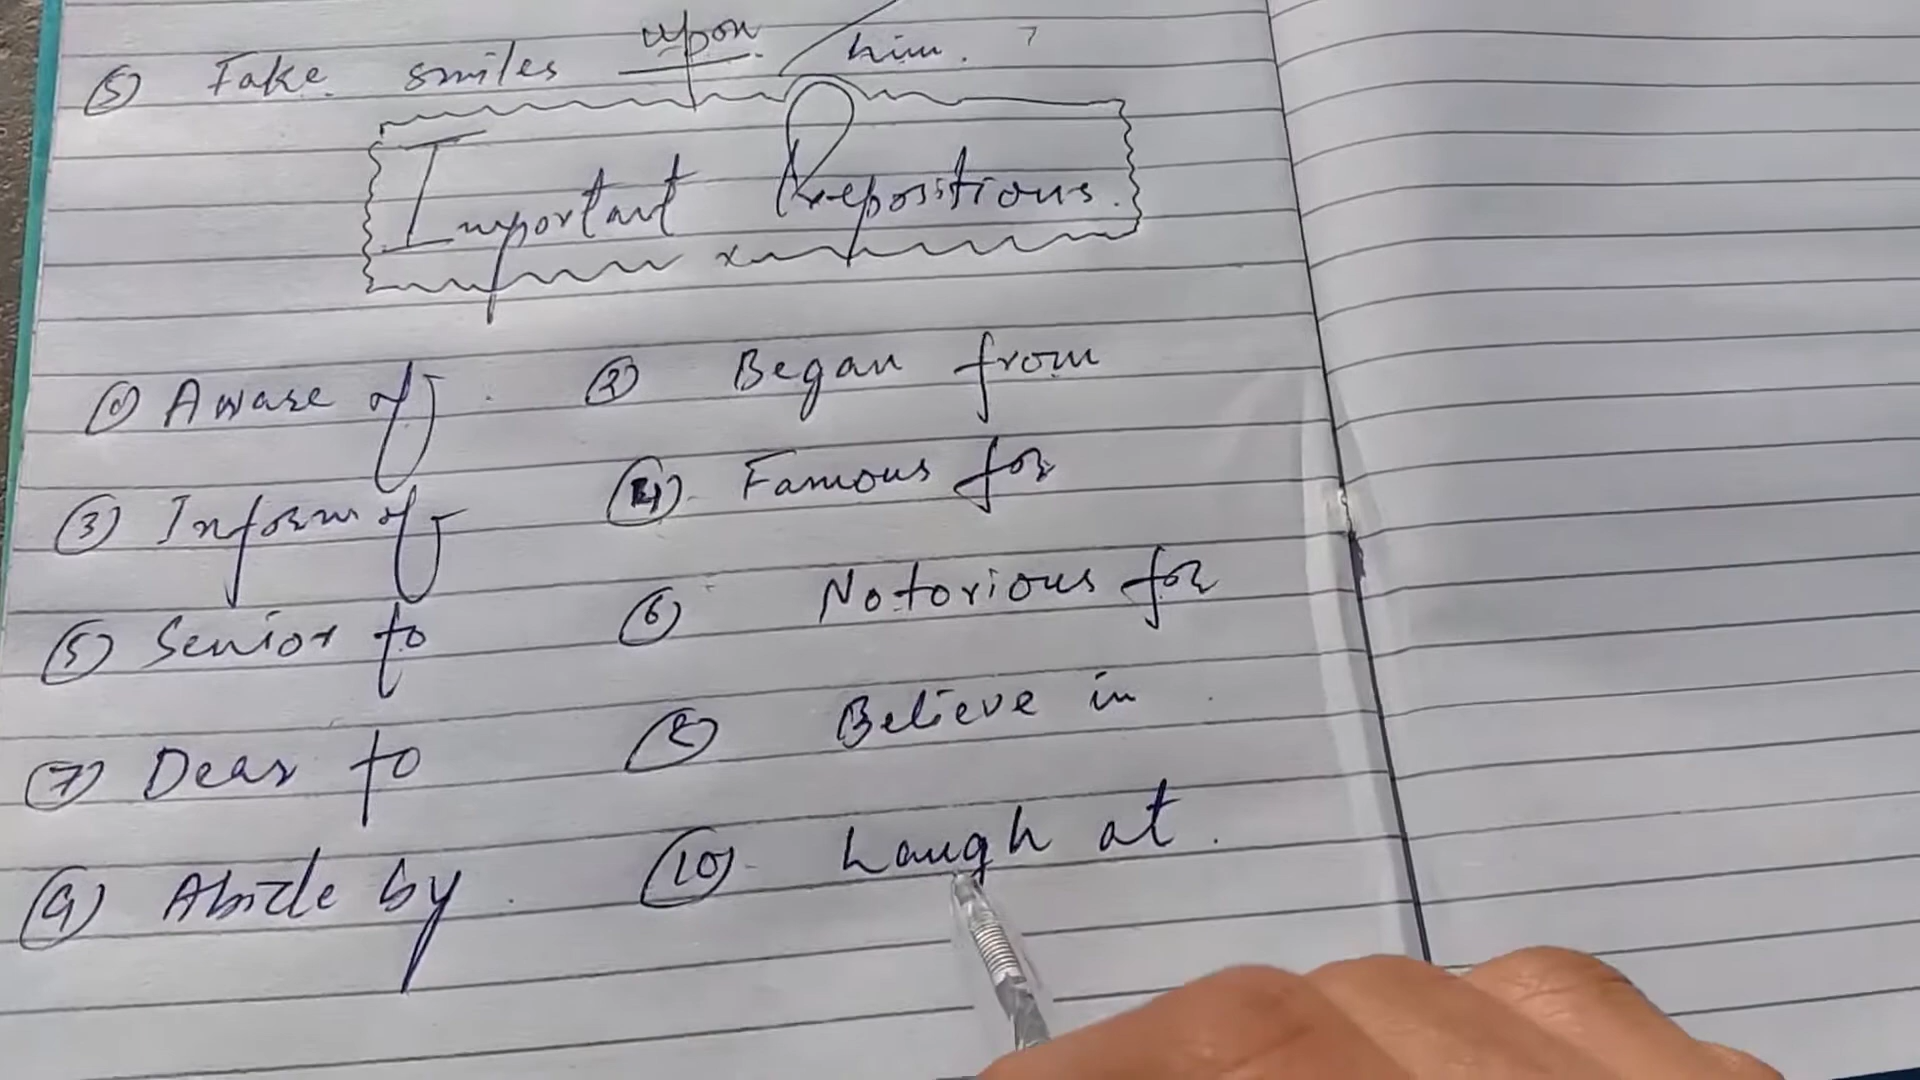 (5) Fake smiles upon him.
Important Prepositions.
(1) Aware of (2) Began from
(3) Inform of (4) Famous for
(5) Senior to (6) Notorious for
(7) Dear to (8) Believe in
(9) Abide by (10) Laugh at.